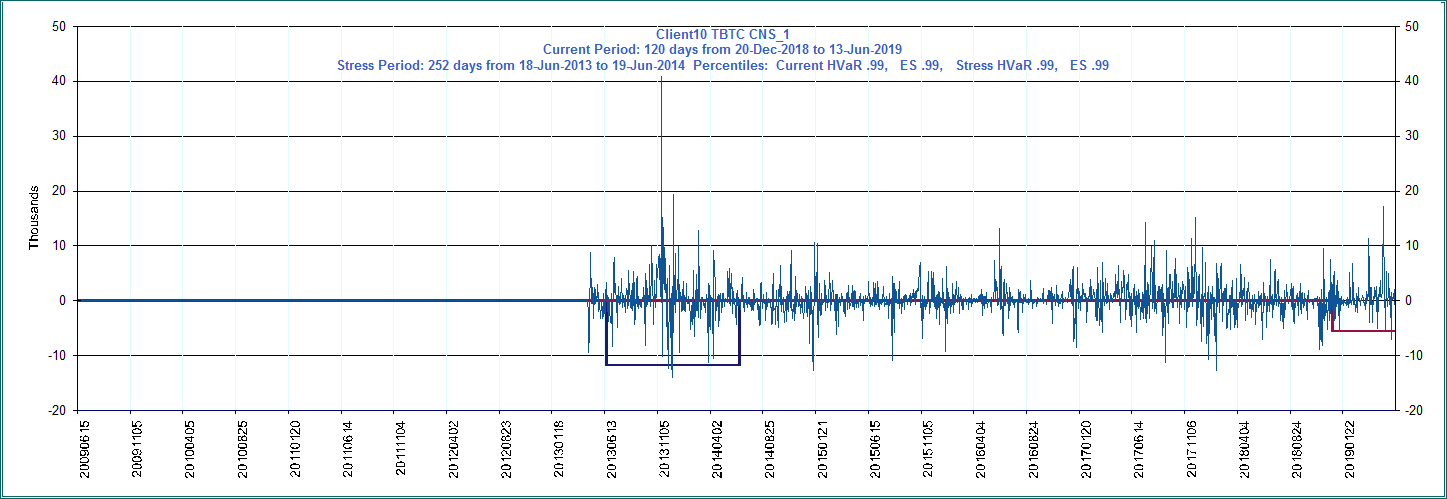 Client10 TBTC CNS_1
Current Period: 120 days from 20-Dec-2018 to 13-Jun-2019
Stress Period: 252 days from 18-Jun-2013 to 19-Jun-2014  Percentiles:  Current HVaR .99,   ES .99,    Stress HVaR .99,   ES .99
50 50
40 40
30 30
20 20
10 10
0 0
-10 -10
-20 -20
Thousands
20090615 20091105 20100405 20100825 20110120 20110614 20111104 20120402 20120823 20130118 20130613 20131105 20140402 20140825 20150121 20150615 20151105 20160404 20160824 20170120 20170614 20171106 20180404 20180824 20190122